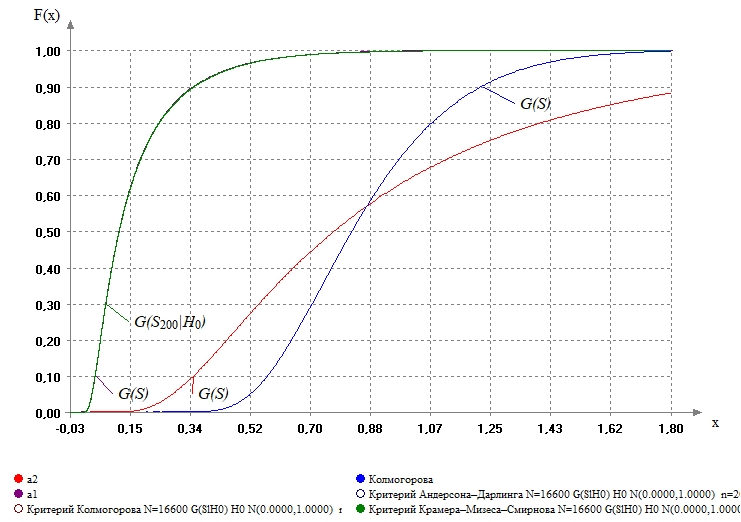 F(x)
1,00
0,90
0,80
0,70
0,60
0,50
0,40
0,30
0,20
0,10
0,00
G(S)
G(S₂₀₀|H₀)
G(S)
G(S)
-0,03 0,15 0,34 0,52 0,70 0,88 1,07 1,25 1,43 1,62 1,80
x
a2
Колмогорова
a1
Критерий Андерсона–Дарлинга N=16600 G(S|H0) H0 N(0.0000,1.0000) n=2
Критерий Колмогорова N=16600 G(S|H0) H0 N(0.0000,1.0000)
Критерий Крамера–Мизеса–Смирнова N=16600 G(S|H0) H0 N(0.000